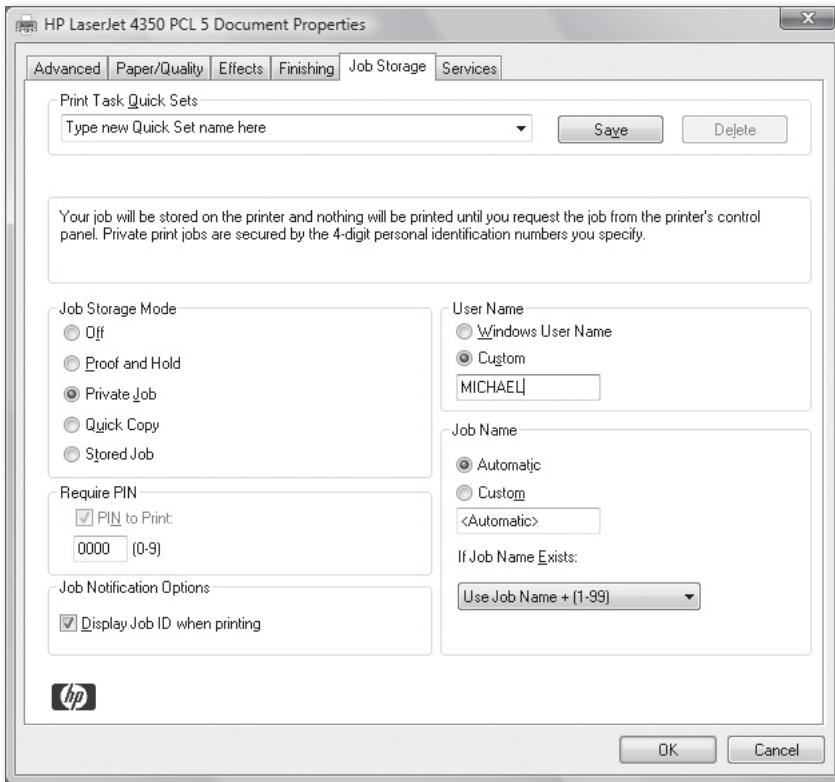 HP LaserJet 4350 PCL 5 Document Properties
Advanced Paper/Quality Effects Finishing Job Storage Services
Print Task Quick Sets
Type new Quick Set name here Save Delete
Your job will be stored on the printer and nothing will be printed until you request the job from the printer's control
panel. Private print jobs are secured by the 4-digit personal identification numbers you specify.
Job Storage Mode
Off
Proof and Hold
Private Job
Quick Copy
Stored Job
Require PIN
PIN to Print:
0000 (0-9)
Job Notification Options
Display Job ID when printing
User Name
Windows User Name
Custom
MICHAEL
Job Name
Automatic
Custom
<Automatic>
If Job Name Exists:
Use Job Name + (1-99)
hp
OK Cancel